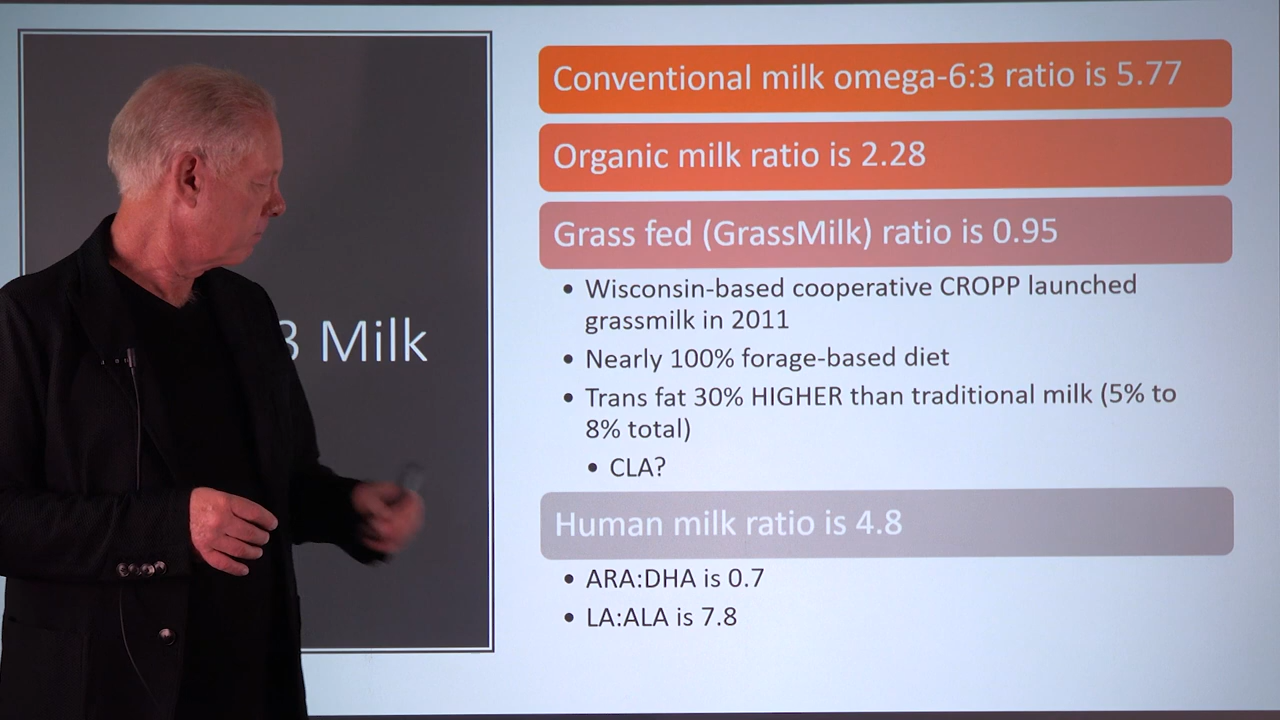 3 Milk
Conventional milk omega-6:3 ratio is 5.77
Organic milk ratio is 2.28
Grass fed (GrassMilk) ratio is 0.95
• Wisconsin-based cooperative CROPP launched
grassmilk in 2011
• Nearly 100% forage-based diet
• Trans fat 30% HIGHER than traditional milk (5% to
8% total)
• CLA?
Human milk ratio is 4.8
• ARA:DHA is 0.7
• LA:ALA is 7.8